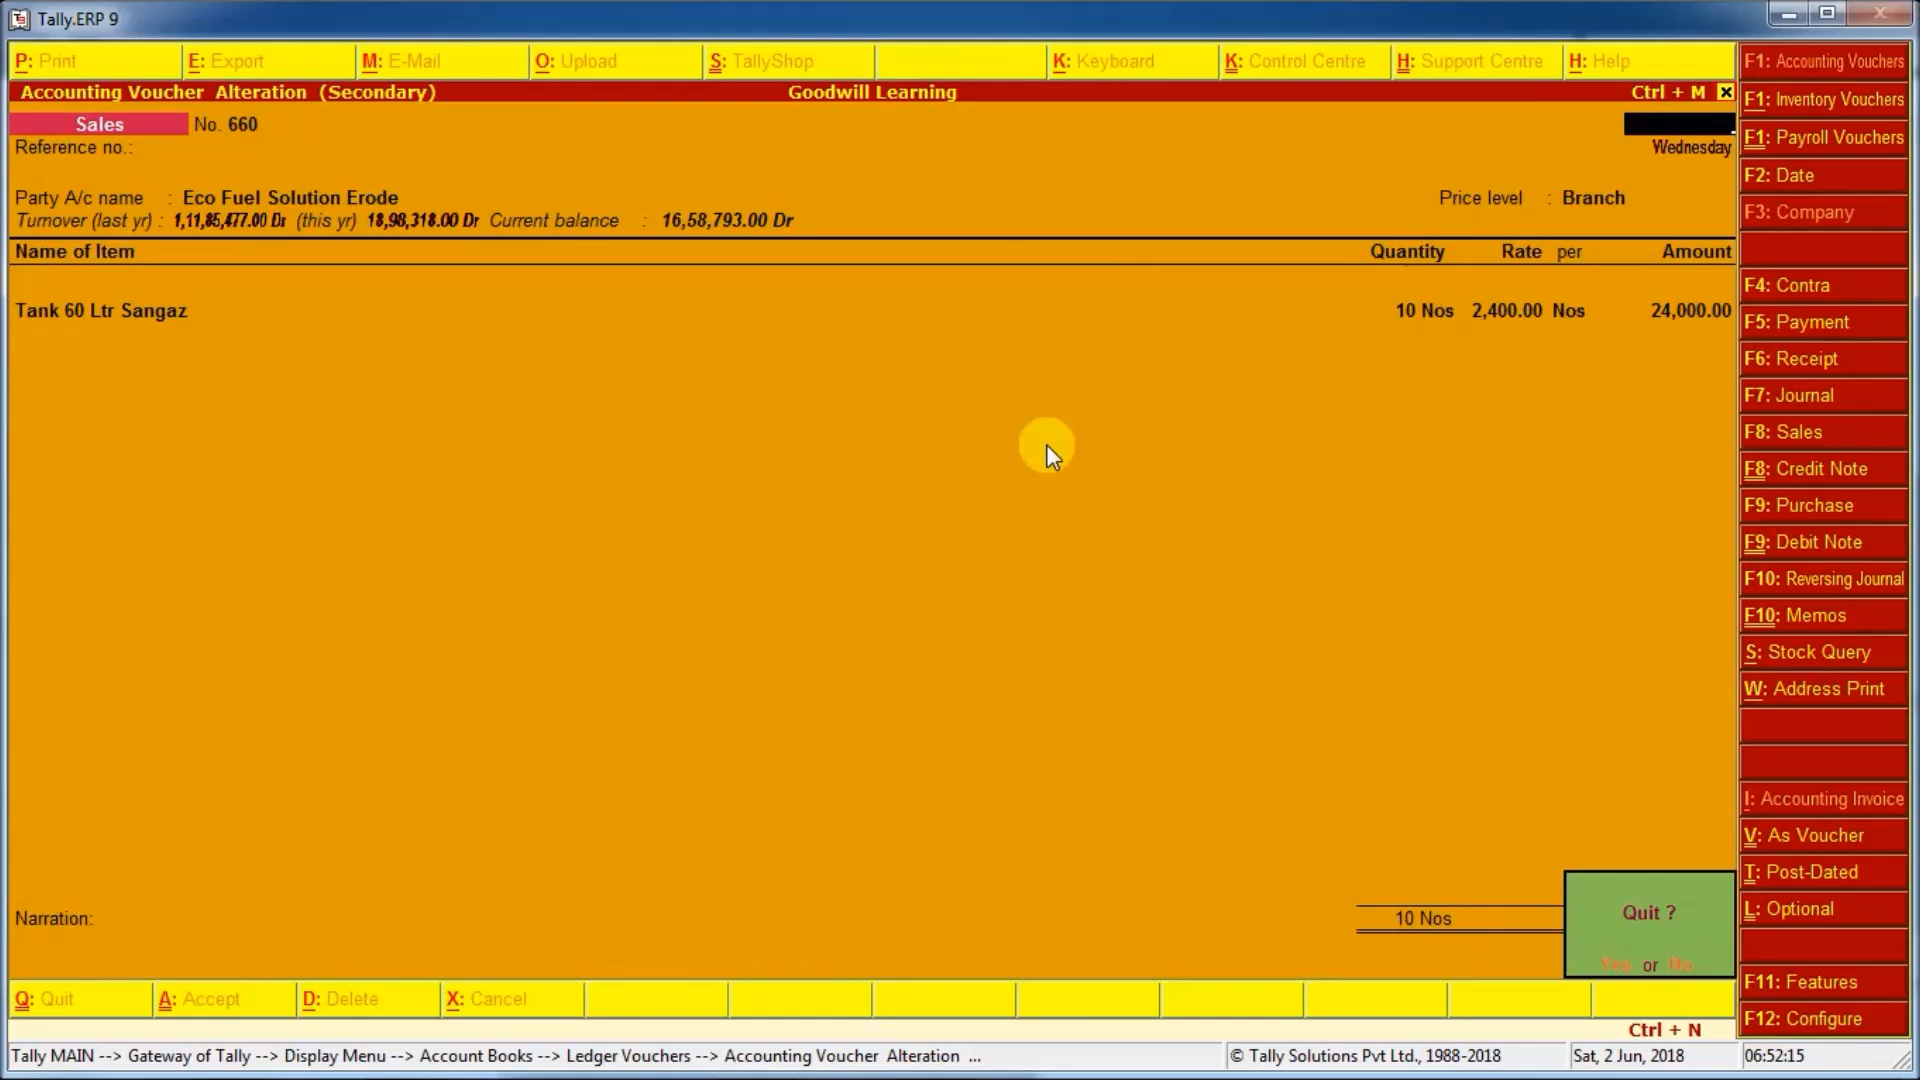 Tally.ERP 9
P: Print E: Export M: E-Mail O: Upload S: TallyShop K: Keyboard K: Control Centre H: Support Centre H: Help
Accounting Voucher Alteration (Secondary) Goodwill Learning Ctrl + M
Sales No. 660
Reference no.: Wednesday
Party A/c name : Eco Fuel Solution Erode Price level : Branch
Turnover (last yr) : 1,11,85,477.00 Dr (this yr) 18,98,318.00 Dr Current balance : 16,58,793.00 Dr
Name of Item Quantity Rate per Amount
Tank 60 Ltr Sangaz 10 Nos 2,400.00 Nos 24,000.00
Narration: 10 Nos
Quit ?
Yes or No
Q: Quit A: Accept D: Delete X: Cancel
Ctrl + N
Tally MAIN --> Gateway of Tally --> Display Menu --> Account Books --> Ledger Vouchers --> Accounting Voucher Alteration ...
© Tally Solutions Pvt Ltd., 1988-2018 Sat, 2 Jun, 2018 06:52:15
F1: Accounting Vouchers
F1: Inventory Vouchers
F1: Payroll Vouchers
F2: Date
F3: Company
F4: Contra
F5: Payment
F6: Receipt
F7: Journal
F8: Sales
F8: Credit Note
F9: Purchase
F9: Debit Note
F10: Reversing Journal
F10: Memos
S: Stock Query
W: Address Print
I: Accounting Invoice
V: As Voucher
T: Post-Dated
L: Optional
F11: Features
F12: Configure